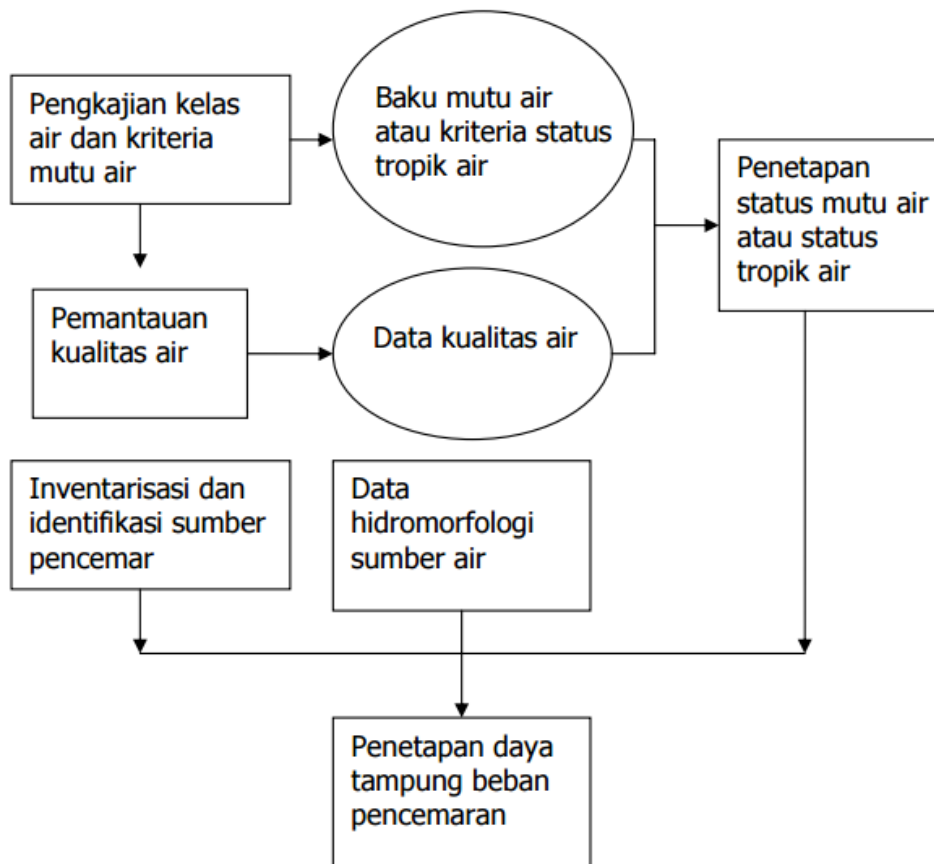 Pengkajian kelas
air dan kriteria
mutu air
Baku mutu air
atau kriteria status
tropik air
Penetapan
status mutu air
atau status
tropik air
Pemantauan
kualitas air
Data kualitas air
Inventarisasi dan
identifikasi sumber
pencemar
Data
hidromorfologi
sumber air
Penetapan daya
tampung beban
pencemaran